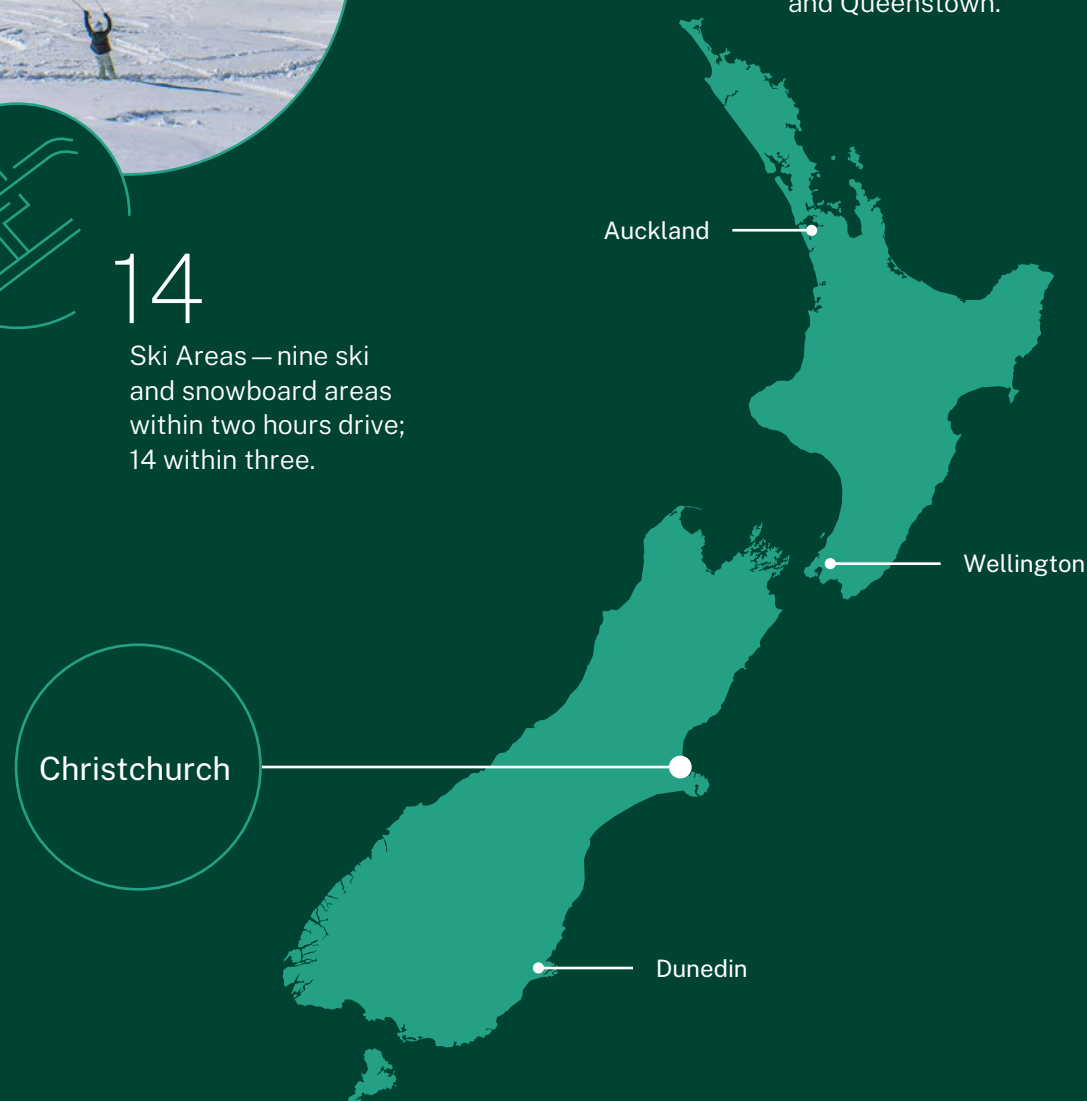 and Queenstown.
Auckland
14
Ski Areas — nine ski
and snowboard areas
within two hours drive;
14 within three.
Wellington
Christchurch
Dunedin